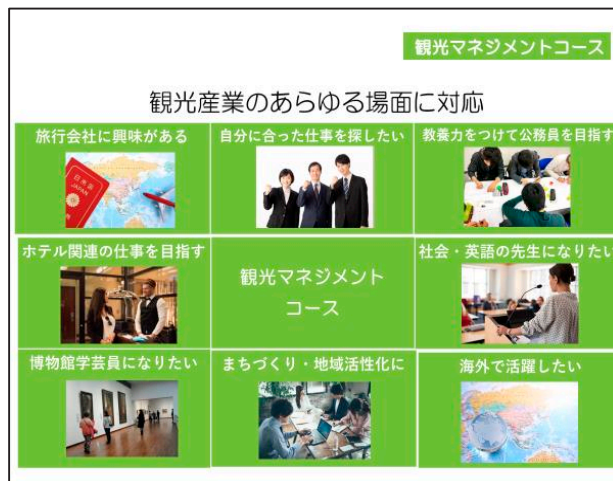 観光マネジメントコース
観光産業のあらゆる場面に対応
旅行会社に興味がある
自分に合った仕事を探したい
教養力をつけて公務員を目指す
ホテル関連の仕事を目指す
観光マネジメント
コース
社会・英語の先生になりたい
博物館学芸員になりたい
まちづくり・地域活性化に
海外で活躍したい